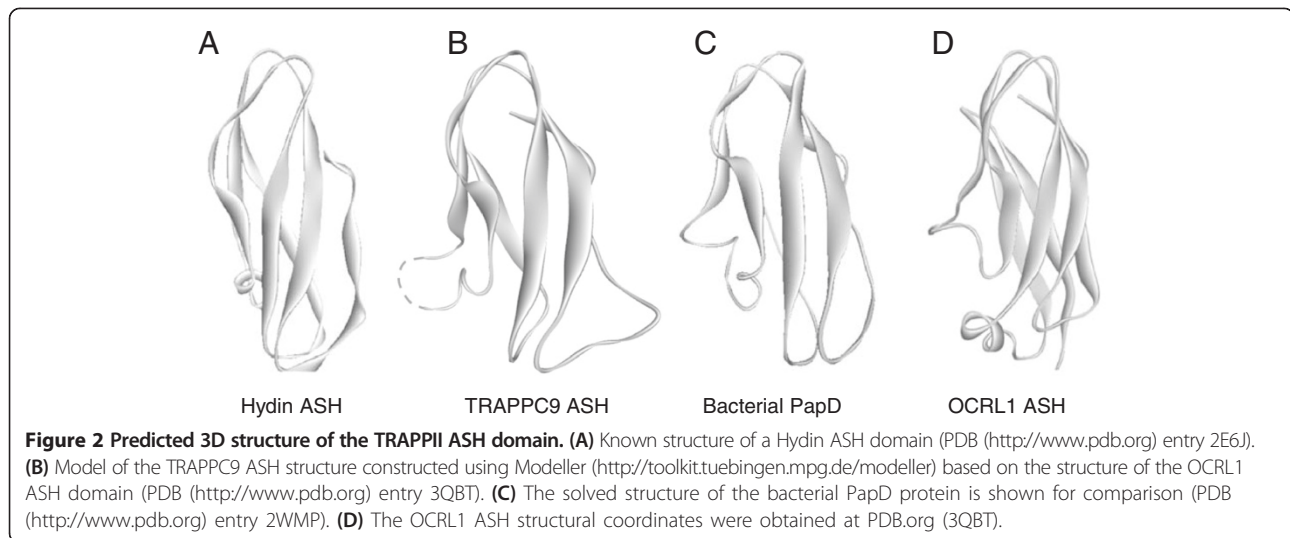 A
B
C
D
Hydin ASH
TRAPPC9 ASH
Bacterial PapD
OCRL1 ASH
Figure 2 Predicted 3D structure of the TRAPPII ASH domain. (A) Known structure of a Hydin ASH domain (PDB (http://www.pdb.org) entry 2E6J).
(B) Model of the TRAPPC9 ASH structure constructed using Modeller (http://toolkit.tuebingen.mpg.de/modeller) based on the structure of the OCRL1
ASH domain (PDB (http://www.pdb.org) entry 3QBT). (C) The solved structure of the bacterial PapD protein is shown for comparison (PDB
(http://www.pdb.org) entry 2WMP). (D) The OCRL1 ASH structural coordinates were obtained at PDB.org (3QBT).